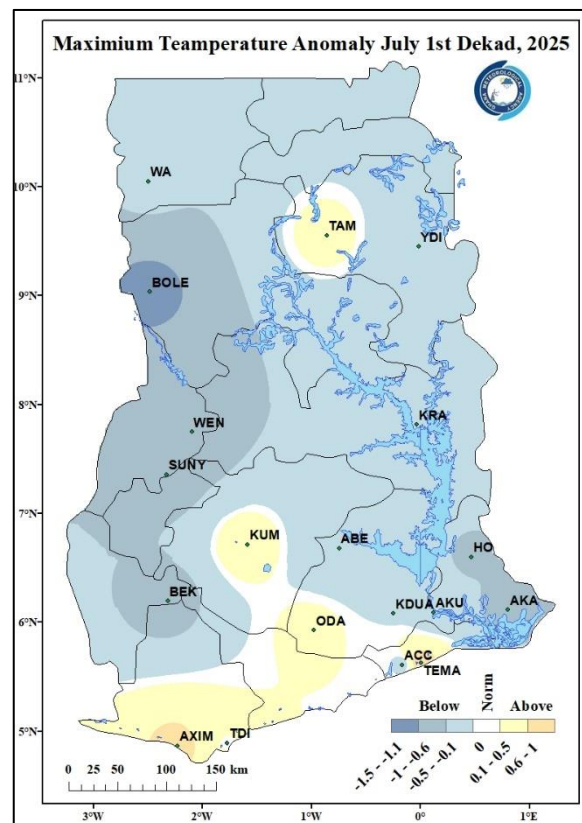 Maximium Teamperature Anomaly July 1st Dekad, 2025
GHANA METEOROLOGICAL AGENCY
11°N
10°N
9°N
8°N
7°N
6°N
5°N
WA
TAM
YDI
BOLE
WEN
KRA
SUNY
KUM
ABE
HO
BEK
KDUA
AKU
AKA
ODA
ACC
TEMA
AXIM
TDI
Below
Norm
Above
-1.5 - -1.1
-1 - -0.6
-0.5 - -0.1
0
0.1 - 0.5
0.6 - 1
0 25 50 100 150
km
3°W
2°W
1°W
0°
1°E